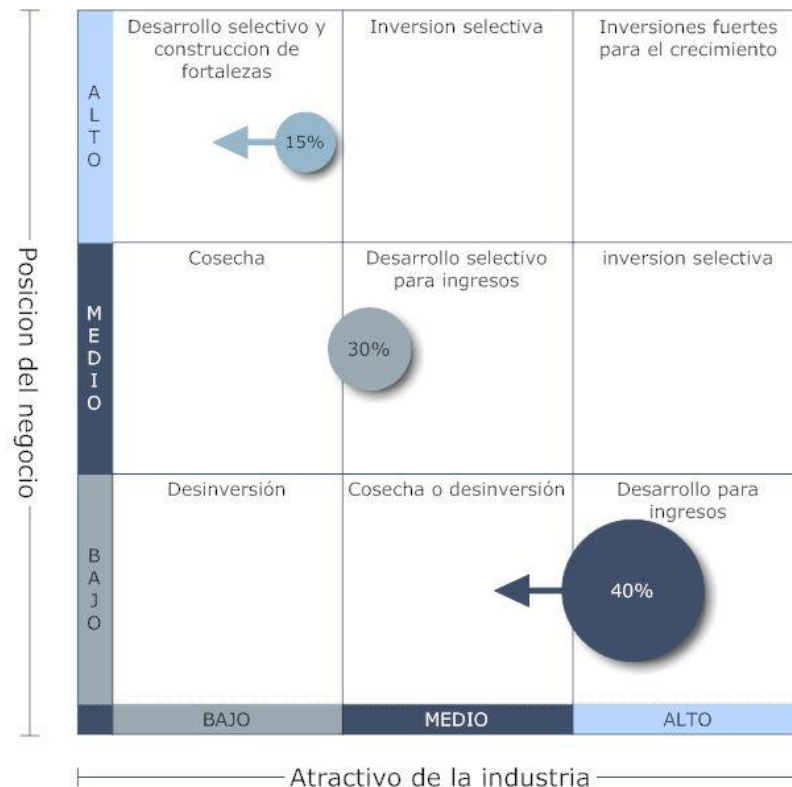 Desarrollo selectivo y
construccion de
fortalezas
Inversion selectiva
Inversiones fuertes
para el crecimiento
ALTO
15%
Cosecha
Desarrollo selectivo
para ingresos
inversion selectiva
Posicion del negocio
MEDIO
30%
Desinversión
Cosecha o desinversión
Desarrollo para
ingresos
BAJO
40%
BAJO
MEDIO
ALTO
Atractivo de la industria